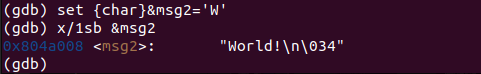 (gdb) set {char}&msg2='W'
(gdb) x/1sb &msg2
0x804a008 <msg2>:        "World!\n\034"
(gdb)